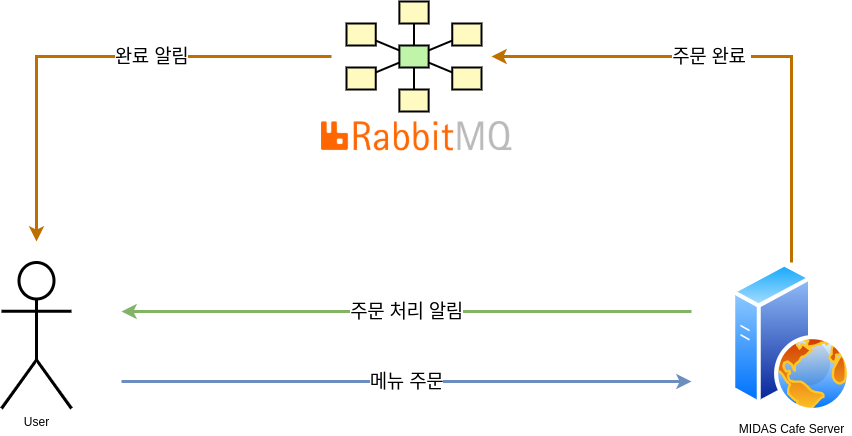 완료 알림
주문 완료
RabbitMQ
주문 처리 알림
메뉴 주문
User
MIDAS Cafe Server